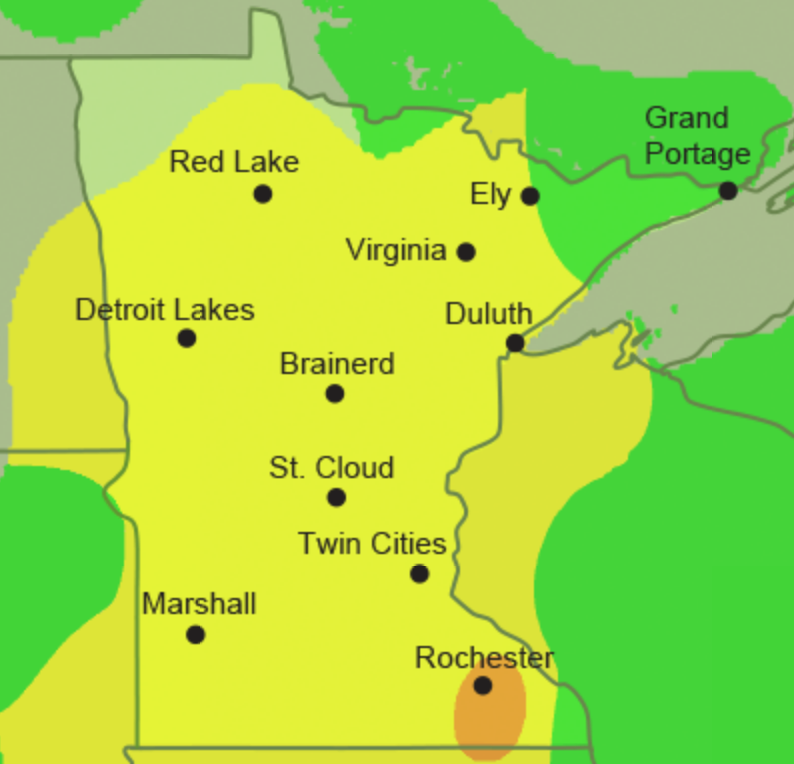 Grand
Portage
Red Lake
Ely
Virginia
Detroit Lakes
Duluth
Brainerd
St. Cloud
Twin Cities
Marshall
Rochester